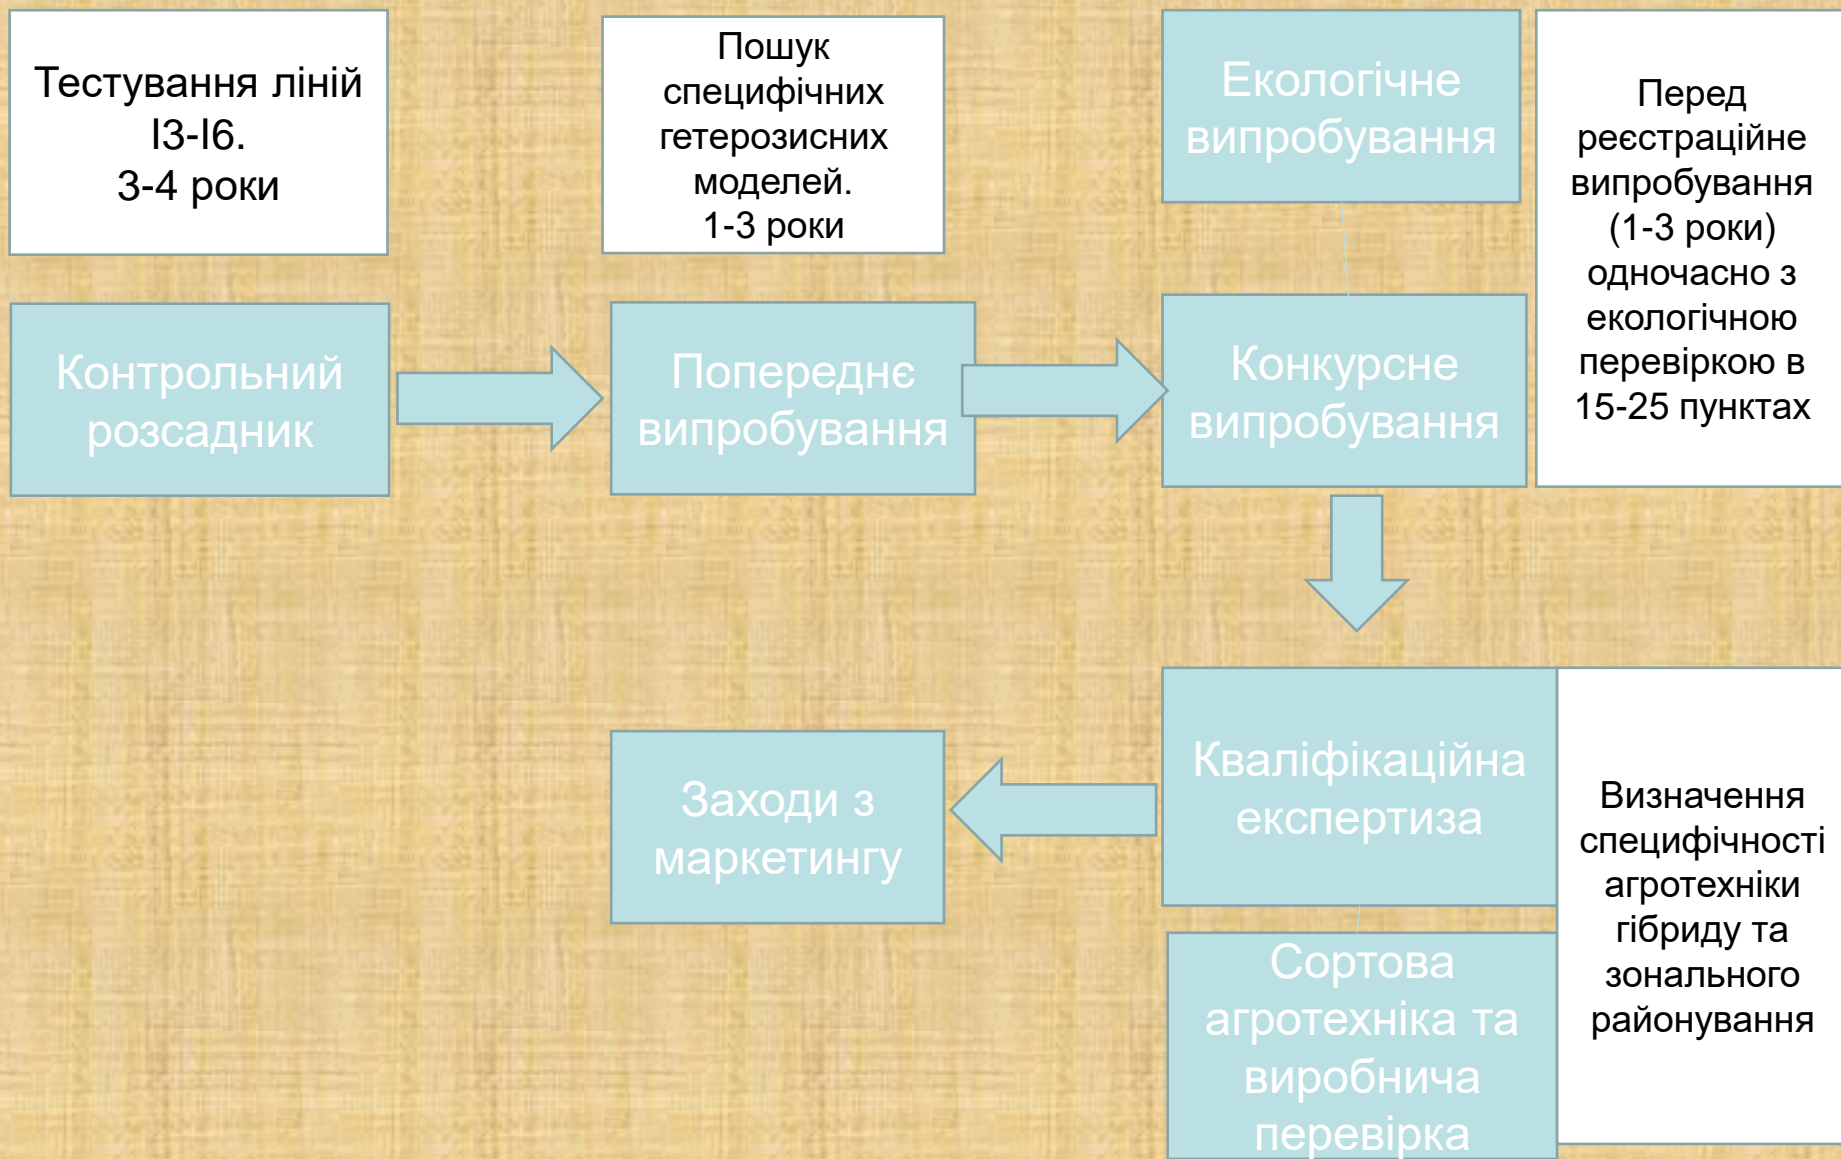 Тестування ліній
І3-І6.
3-4 роки
Пошук
специфічних
гетерозисних
моделей.
1-3 роки
Екологічне
випробування
Перед
реєстраційне
випробування
(1-3 роки)
одночасно з
екологічною
перевіркою в
15-25 пунктах
Контрольний
розсадник
Попереднє
випробування
Конкурсне
випробування
Заходи з
маркетингу
Кваліфікаційна
експертиза
Визначення
специфічності
агротехніки
гібриду та
зонального
районування
Сортова
агротехніка та
виробнича
перевірка